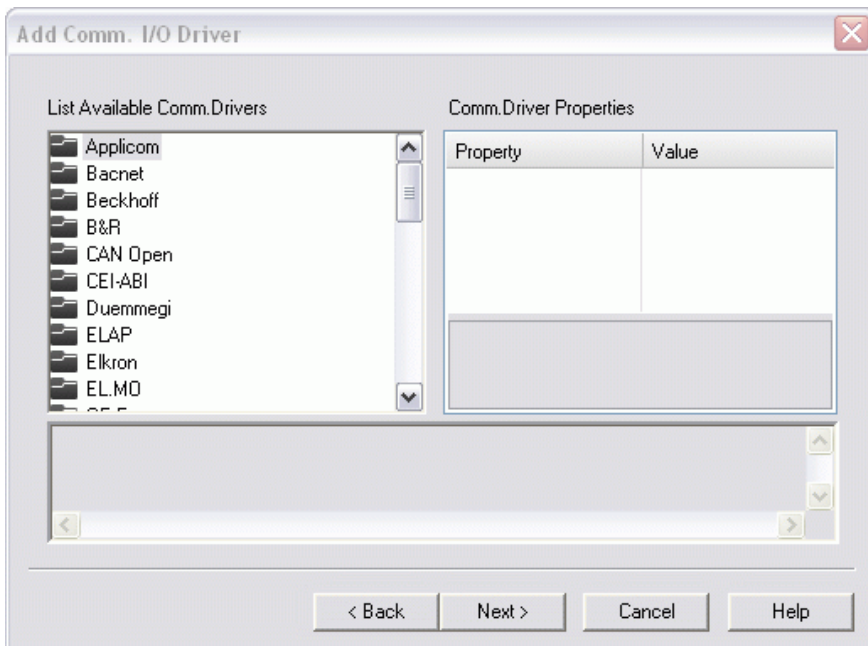 Add Comm. I/O Driver
List Available Comm.Drivers
Comm.Driver Properties
Applicom
Bacnet
Beckhoff
B&R
CAN Open
CEI-ABI
Duemmegi
ELAP
Elkron
EL.MO
Property Value
< Back Next > Cancel Help